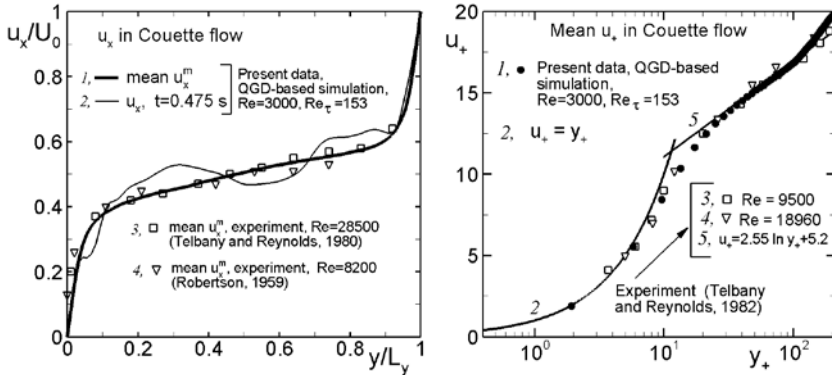 u_x/U_0
1
0.8
0.6
0.4
0.2
0
0
0.2
0.4
0.6
0.8
1
y/L_y
u_x in Couette flow
1, mean u_x^m
2, u_x, t=0.475 s
Present data,
QGD-based simulation,
Re=3000, Re_τ=153
3, □ mean u_x^m, experiment, Re=28500
(Telbany and Reynolds, 1980)
4, ▽ mean u_x^m, experiment, Re=8200
(Robertson, 1959)
u_+
20
15
10
5
0
10^0
10^1
10^2
y_+
Mean u_+ in Couette flow
1, ● Present data, QGD-based
simulation,
Re=3000, Re_τ=153
2, u_+ = y_+
5
3, □ Re = 9500
4, ▽ Re = 18960
5, u_+=2.55 ln y_++5.2
Experiment (Telbany
and Reynolds, 1982)
2